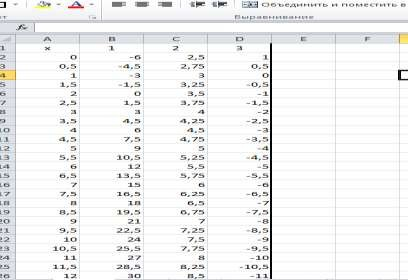 Объединить и поместить в
Выравнивание
fx
A B C D E F
1 x 1 2 3
2 0 -6 2,5 1
3 0,5 -4,5 2,75 0,5
4 1 -3 3 0
5 1,5 -1,5 3,25 -0,5
6 2 0 3,5 -1
7 2,5 1,5 3,75 -1,5
8 3 3 4 -2
9 3,5 4,5 4,25 -2,5
10 4 6 4,5 -3
11 4,5 7,5 4,75 -3,5
12 5 9 5 -4
13 5,5 10,5 5,25 -4,5
14 6 12 5,5 -5
15 6,5 13,5 5,75 -5,5
16 7 15 6 -6
17 7,5 16,5 6,25 -6,5
18 8 18 6,5 -7
19 8,5 19,5 6,75 -7,5
20 9 21 7 -8
21 9,5 22,5 7,25 -8,5
22 10 24 7,5 -9
23 10,5 25,5 7,75 -9,5
24 11 27 8 -10
25 11,5 28,5 8,25 -10,5
26 12 30 8,5 -11